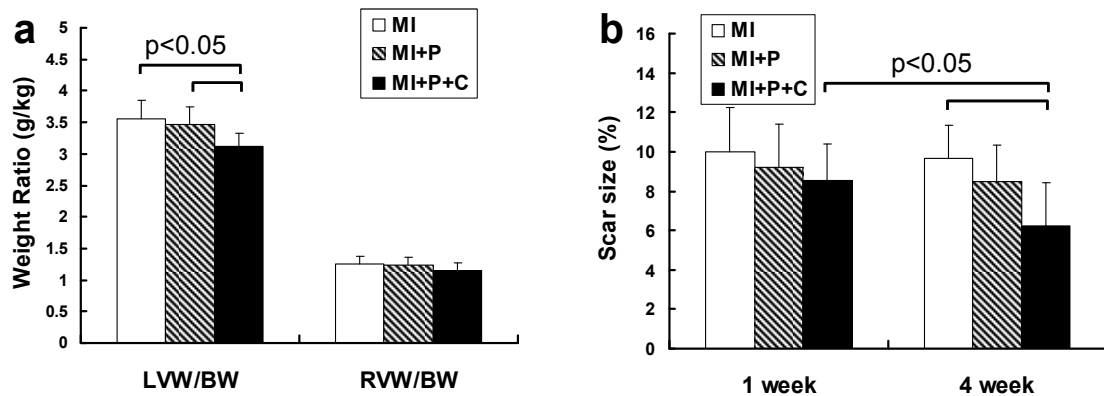 a
Weight Ratio (g/kg)
5
4.5
4
3.5
3
2.5
2
1.5
1
0.5
0
p<0.05
MI
MI+P
MI+P+C
LVW/BW
RVW/BW
b
Scar size (%)
16
14
12
10
8
6
4
2
0
MI
MI+P
MI+P+C
p<0.05
1 week
4 week